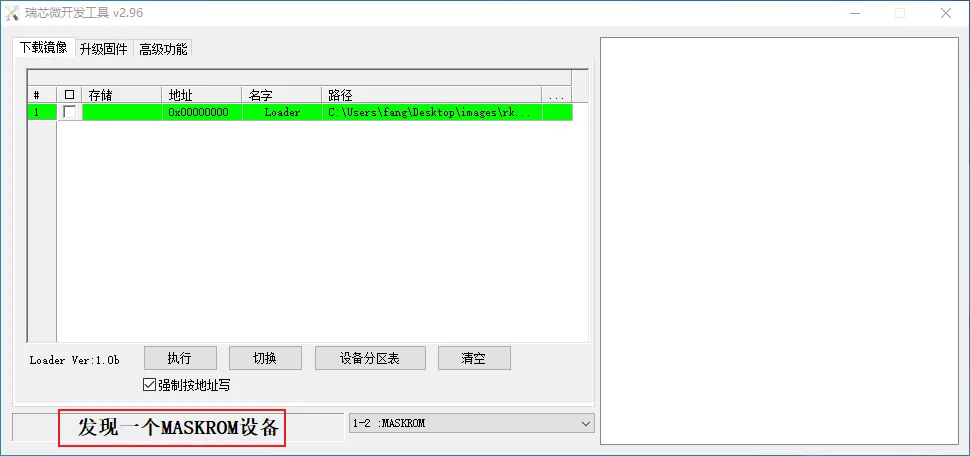 瑞芯微开发工具 v2.96
下载镜像 升级固件 高级功能
# 存储 地址 名字 路径 ...
1 0x00000000 Loader C:\Users\fang\Desktop\images\rk...
Loader Ver:1.0b 执行 切换 设备分区表 清空
强制按地址写
发现一个MASKROM设备 1-2 :MASKROM